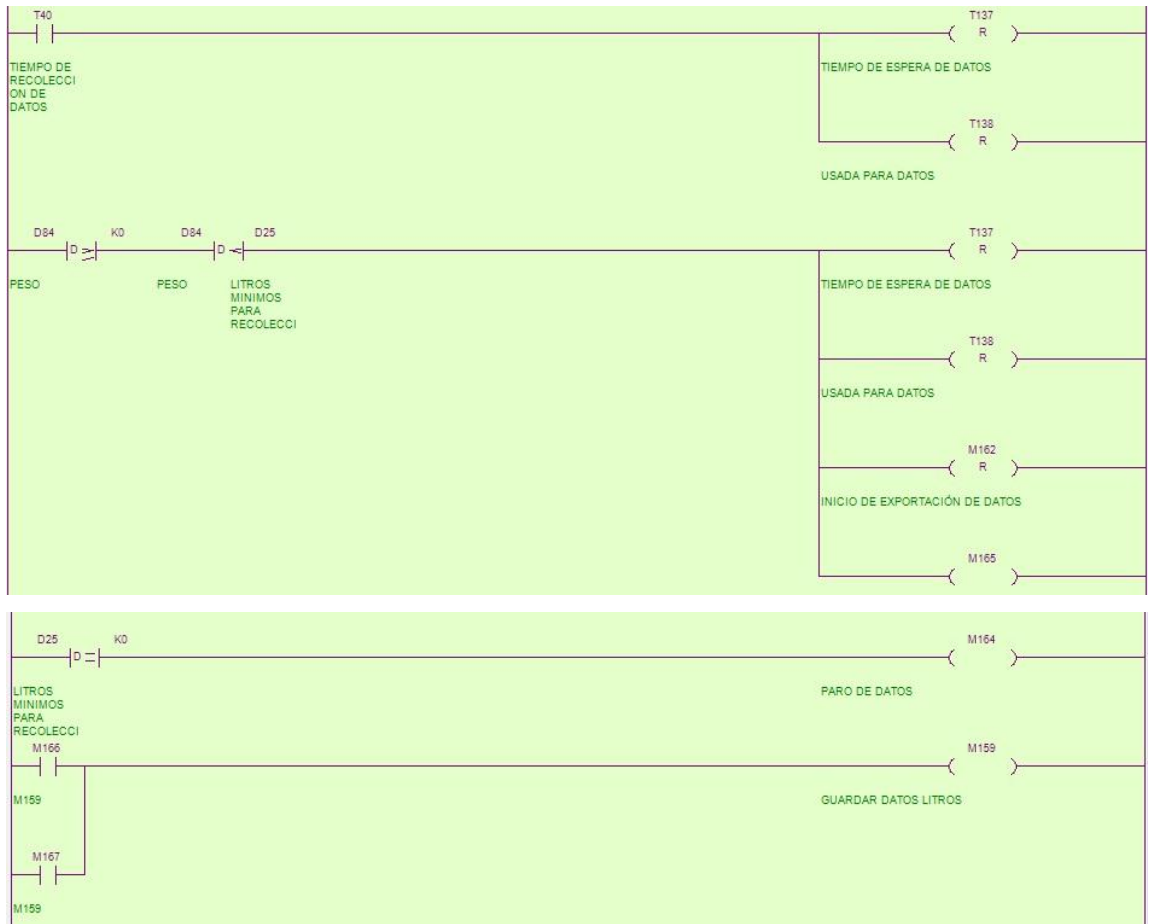 T40
T137
R
TIEMPO DE
RECOLECCI
ON DE
DATOS
TIEMPO DE ESPERA DE DATOS
T138
R
USADA PARA DATOS
D84 D ≥ K0 D84 D < D25
T137
R
PESO
PESO
LITROS
MINIMOS
PARA
RECOLECCI
TIEMPO DE ESPERA DE DATOS
T138
R
USADA PARA DATOS
M162
R
INICIO DE EXPORTACIÓN DE DATOS
M165
D25 D = K0
M164
LITROS
MINIMOS
PARA
RECOLECCI
PARO DE DATOS
M166
M159
M159
GUARDAR DATOS LITROS
M167
M159